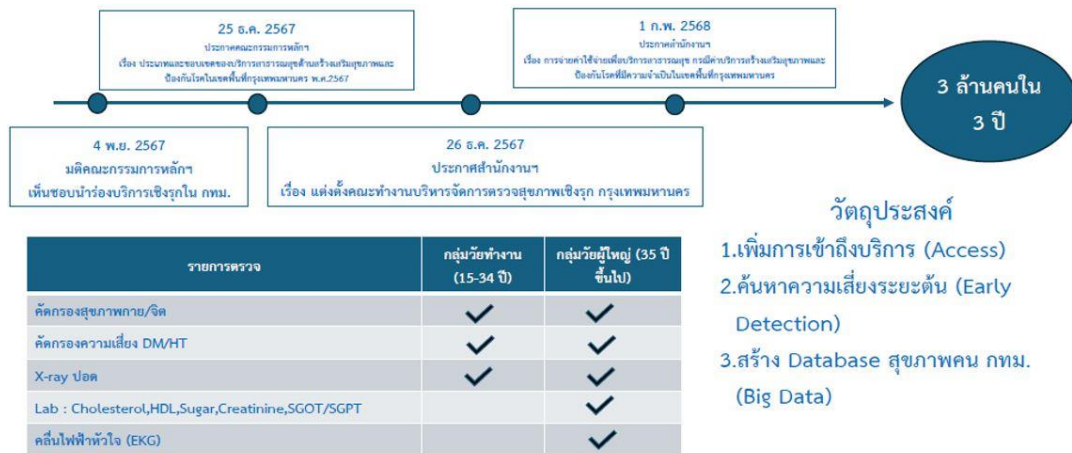 25 ธ.ค. 2567
ประกาศคณะกรรมการหลักฯ
เรื่อง ประเภทและขอบเขตของบริการสาธารณสุขด้านสร้างเสริมสุขภาพและ
ป้องกันโรคในเขตพื้นที่กรุงเทพมหานคร พ.ศ.2567
1 ก.พ. 2568
ประกาศสำนักงานฯ
เรื่อง การจ่ายค่าใช้จ่ายเพื่อบริการสาธารณสุข กรณีค่าบริการสร้างเสริมสุขภาพและ
ป้องกันโรคที่มีความจำเป็นในเขตพื้นที่กรุงเทพมหานคร
3 ล้านคนใน
3 ปี
4 พ.ย. 2567
มติคณะกรรมการหลักฯ
เห็นชอบนำร่องบริการเชิงรุกใน กทม.
26 ธ.ค. 2567
ประกาศสำนักงานฯ
เรื่อง แต่งตั้งคณะทำงานบริหารจัดการตรวจสุขภาพเชิงรุก กรุงเทพมหานคร
รายการตรวจ
กลุ่มวัยทำงาน
(15-34 ปี)
กลุ่มวัยผู้ใหญ่ (35 ปี
ขึ้นไป)
คัดกรองสุขภาพกาย/จิต
คัดกรองความเสี่ยง DM/HT
X-ray ปอด
Lab : Cholesterol,HDL,Sugar,Creatinine,SGOT/SGPT
คลื่นไฟฟ้าหัวใจ (EKG)
วัตถุประสงค์
1.เพิ่มการเข้าถึงบริการ (Access)
2.ค้นหาความเสี่ยงระยะต้น (Early
Detection)
3.สร้าง Database สุขภาพคน กทม.
(Big Data)